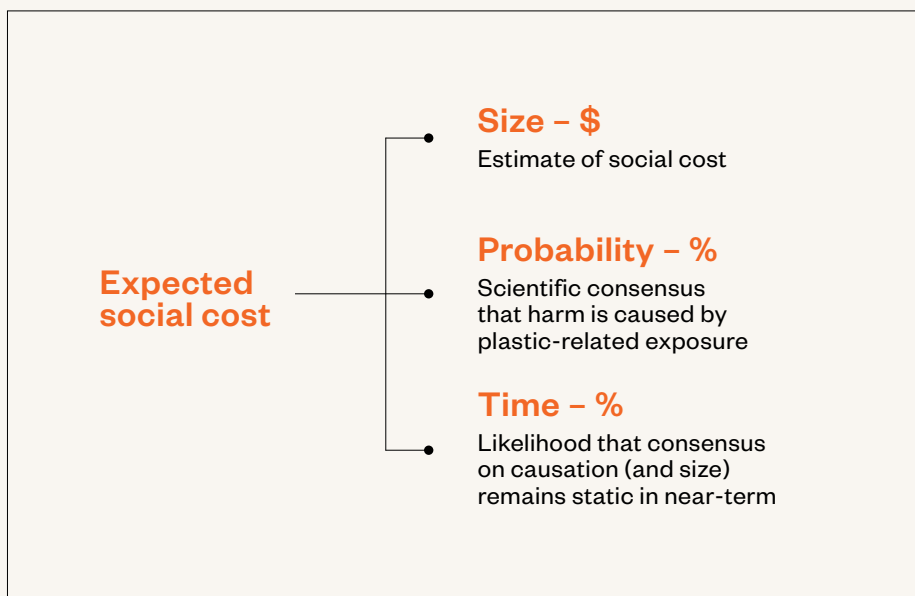 Size – $
Estimate of social cost
Expected
social cost
Probability – %
Scientific consensus
that harm is caused by
plastic-related exposure
Time – %
Likelihood that consensus
on causation (and size)
remains static in near-term